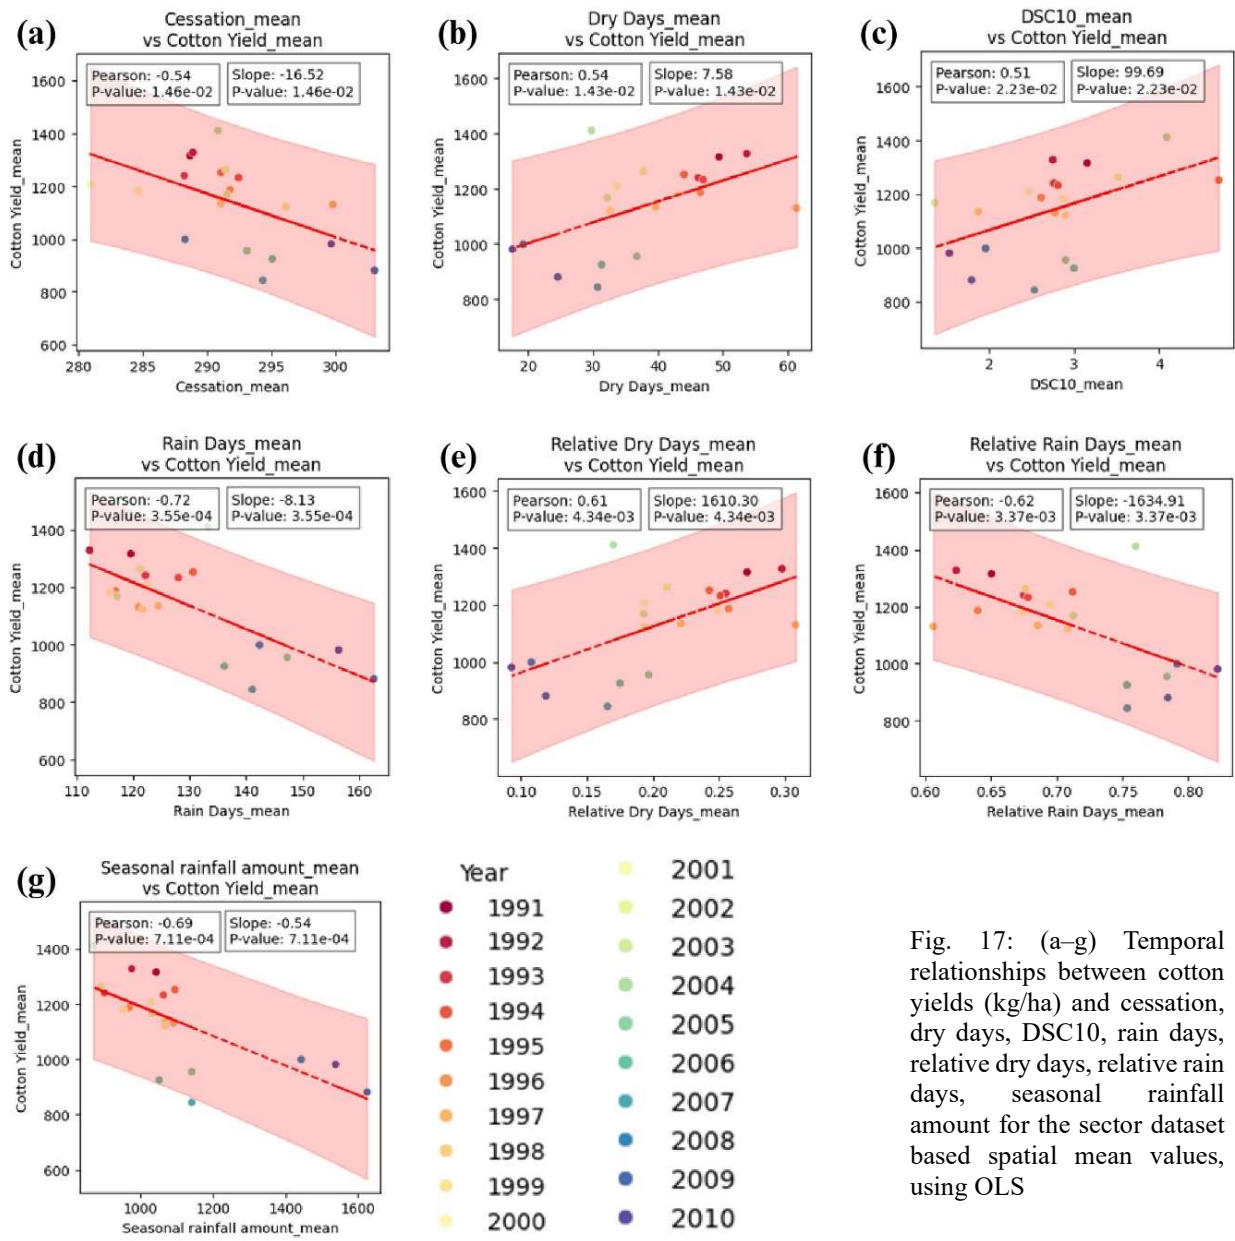 (a)
Cessation_mean
vs Cotton Yield_mean
Pearson: -0.54
P-value: 1.46e-02
Slope: -16.52
P-value: 1.46e-02
Cotton Yield_mean
1600
1400
1200
1000
800
600
280 285 290 295 300
Cessation_mean
(b)
Dry Days_mean
vs Cotton Yield_mean
Pearson: 0.54
P-value: 1.43e-02
Slope: 7.58
P-value: 1.43e-02
Cotton Yield_mean
1600
1400
1200
1000
800
20 30 40 50 60
Dry Days_mean
(c)
DSC10_mean
vs Cotton Yield_mean
Pearson: 0.51
P-value: 2.23e-02
Slope: 99.69
P-value: 2.23e-02
Cotton Yield_mean
1600
1400
1200
1000
800
2 3 4
DSC10_mean
(d)
Rain Days_mean
vs Cotton Yield_mean
Pearson: -0.72
P-value: 3.55e-04
Slope: -8.13
P-value: 3.55e-04
Cotton Yield_mean
1400
1200
1000
800
600
110 120 130 140 150 160
Rain Days_mean
(e)
Relative Dry Days_mean
vs Cotton Yield_mean
Pearson: 0.61
P-value: 4.34e-03
Slope: 1610.30
P-value: 4.34e-03
Cotton Yield_mean
1600
1400
1200
1000
800
0.10 0.15 0.20 0.25 0.30
Relative Dry Days_mean
(f)
Relative Rain Days_mean
vs Cotton Yield_mean
Pearson: -0.62
P-value: 3.37e-03
Slope: -1634.91
P-value: 3.37e-03
Cotton Yield_mean
1600
1400
1200
1000
800
0.60 0.65 0.70 0.75 0.80
Relative Rain Days_mean
(g)
Seasonal rainfall amount_mean
vs Cotton Yield_mean
Pearson: -0.69
P-value: 7.11e-04
Slope: -0.54
P-value: 7.11e-04
Cotton Yield_mean
1400
1200
1000
800
600
1000 1200 1400 1600
Seasonal rainfall amount_mean
Year
1991
1992
1993
1994
1995
1996
1997
1998
1999
2000
2001
2002
2003
2004
2005
2006
2007
2008
2009
2010
Fig. 17: (a–g) Temporal
relationships between cotton
yields (kg/ha) and cessation,
dry days, DSC10, rain days,
relative dry days, relative rain
days, seasonal rainfall
amount for the sector dataset
based spatial mean values,
using OLS